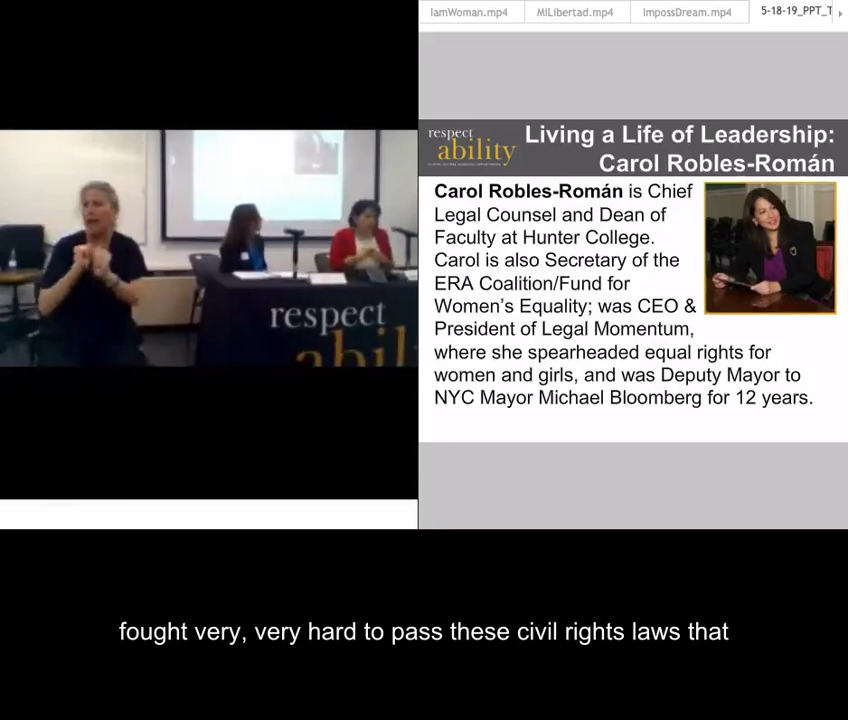 IamWoman.mp4
MiLibertad.mp4
ImpossDream.mp4
5-18-19_PPT_T
respect
ability
Living a Life of Leadership:
Carol Robles-Román
Carol Robles-Román is Chief
Legal Counsel and Dean of
Faculty at Hunter College.
Carol is also Secretary of the
ERA Coalition/Fund for
Women's Equality; was CEO &
President of Legal Momentum,
where she spearheaded equal rights for
women and girls, and was Deputy Mayor to
NYC Mayor Michael Bloomberg for 12 years.
respect
abili
fought very, very hard to pass these civil rights laws that